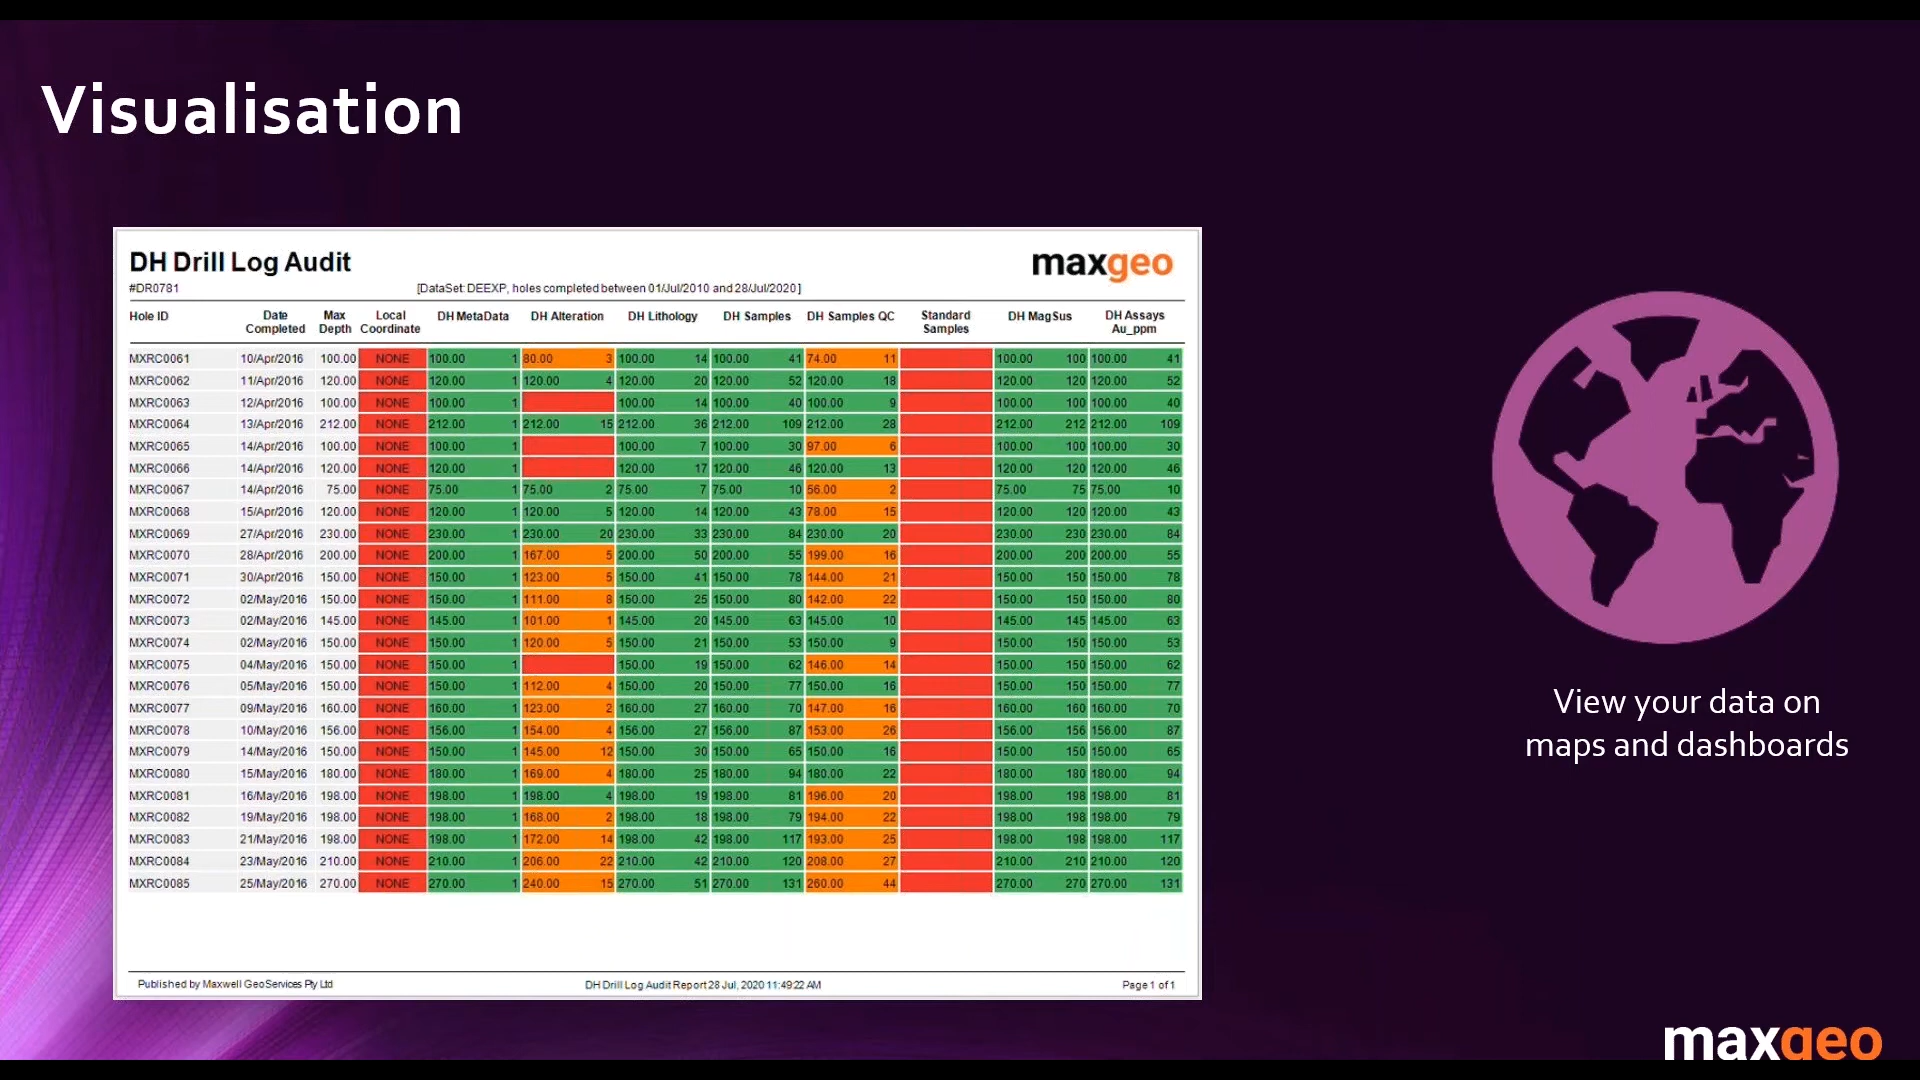 Visualisation
DH Drill Log Audit
maxgeo
#DR0781 [DataSet: DEEXP, holes completed between 01/Jul/2010 and 28/Jul/2020]
Hole ID Date Completed Max Depth Local Coordinate DH MetaData DH Alteration DH Lithology DH Samples DH Samples QC Standard Samples DH MagSus DH Assays Au_ppm
MXRC0061 10/Apr/2016 100.00 NONE 100.00 1 80.00 3 100.00 14 100.00 41 74.00 11 100.00 100 100.00 41
MXRC0062 11/Apr/2016 120.00 NONE 120.00 1 120.00 4 120.00 20 120.00 52 120.00 18 120.00 120 120.00 52
MXRC0063 12/Apr/2016 100.00 NONE 100.00 1 100.00 14 100.00 40 100.00 9 100.00 100 100.00 40
MXRC0064 13/Apr/2016 212.00 NONE 212.00 1 212.00 15 212.00 36 212.00 109 212.00 28 212.00 212 212.00 109
MXRC0065 14/Apr/2016 100.00 NONE 100.00 1 100.00 7 100.00 30 97.00 6 100.00 100 100.00 30
MXRC0066 14/Apr/2016 120.00 NONE 120.00 1 120.00 17 120.00 46 120.00 13 120.00 120 120.00 46
MXRC0067 14/Apr/2016 75.00 NONE 75.00 1 75.00 2 75.00 7 75.00 10 56.00 2 75.00 75 75.00 10
MXRC0068 15/Apr/2016 120.00 NONE 120.00 1 120.00 5 120.00 14 120.00 43 78.00 15 120.00 120 120.00 43
MXRC0069 27/Apr/2016 230.00 NONE 230.00 1 230.00 20 230.00 33 230.00 84 230.00 20 230.00 230 230.00 84
MXRC0070 28/Apr/2016 200.00 NONE 200.00 1 167.00 5 200.00 50 200.00 55 199.00 16 200.00 200 200.00 55
MXRC0071 30/Apr/2016 150.00 NONE 150.00 1 123.00 5 150.00 41 150.00 78 144.00 21 150.00 150 150.00 78
MXRC0072 02/May/2016 150.00 NONE 150.00 1 111.00 8 150.00 25 150.00 80 142.00 22 150.00 150 150.00 80
MXRC0073 02/May/2016 145.00 NONE 145.00 1 101.00 1 145.00 20 145.00 63 145.00 10 145.00 145 145.00 63
MXRC0074 02/May/2016 150.00 NONE 150.00 1 120.00 5 150.00 21 150.00 53 150.00 9 150.00 150 150.00 53
MXRC0075 04/May/2016 150.00 NONE 150.00 1 150.00 19 150.00 62 146.00 14 150.00 150 150.00 62
MXRC0076 05/May/2016 150.00 NONE 150.00 1 112.00 4 150.00 20 150.00 77 150.00 16 150.00 150 150.00 77
MXRC0077 09/May/2016 160.00 NONE 160.00 1 123.00 2 160.00 27 160.00 70 147.00 16 160.00 160 160.00 70
MXRC0078 10/May/2016 156.00 NONE 156.00 1 154.00 4 156.00 27 156.00 87 153.00 26 156.00 156 156.00 87
MXRC0079 14/May/2016 150.00 NONE 150.00 1 145.00 12 150.00 30 150.00 65 150.00 16 150.00 150 150.00 65
MXRC0080 15/May/2016 180.00 NONE 180.00 1 169.00 4 180.00 25 180.00 94 180.00 22 180.00 180 180.00 94
MXRC0081 16/May/2016 198.00 NONE 198.00 1 198.00 4 198.00 19 198.00 81 196.00 20 198.00 198 198.00 81
MXRC0082 19/May/2016 198.00 NONE 198.00 1 168.00 2 198.00 18 198.00 79 194.00 22 198.00 198 198.00 79
MXRC0083 21/May/2016 198.00 NONE 198.00 1 172.00 14 198.00 42 198.00 117 193.00 25 198.00 198 198.00 117
MXRC0084 23/May/2016 210.00 NONE 210.00 1 206.00 22 210.00 42 210.00 120 208.00 27 210.00 210 210.00 120
MXRC0085 25/May/2016 270.00 NONE 270.00 1 240.00 15 270.00 51 270.00 131 260.00 44 270.00 270 270.00 131
Published by Maxwell GeoServices Pty Ltd DH Drill Log Audit Report 28 Jul, 2020 11:49:22 AM Page 1 of 1
View your data on
maps and dashboards
maxgeo